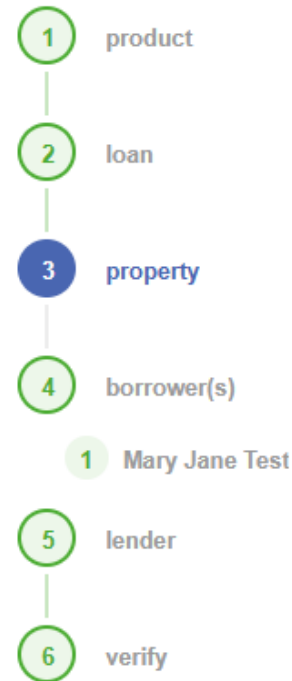 1 product
2 loan
3 property
4 borrower(s)
1 Mary Jane Test
5 lender
6 verify